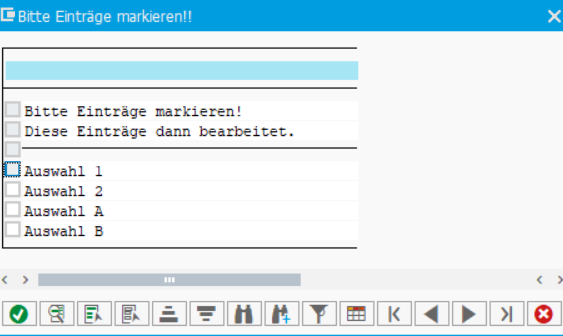 Bitte Einträge markieren!!
Bitte Einträge markieren!
Diese Einträge dann bearbeitet.
Auswahl 1
Auswahl 2
Auswahl A
Auswahl B